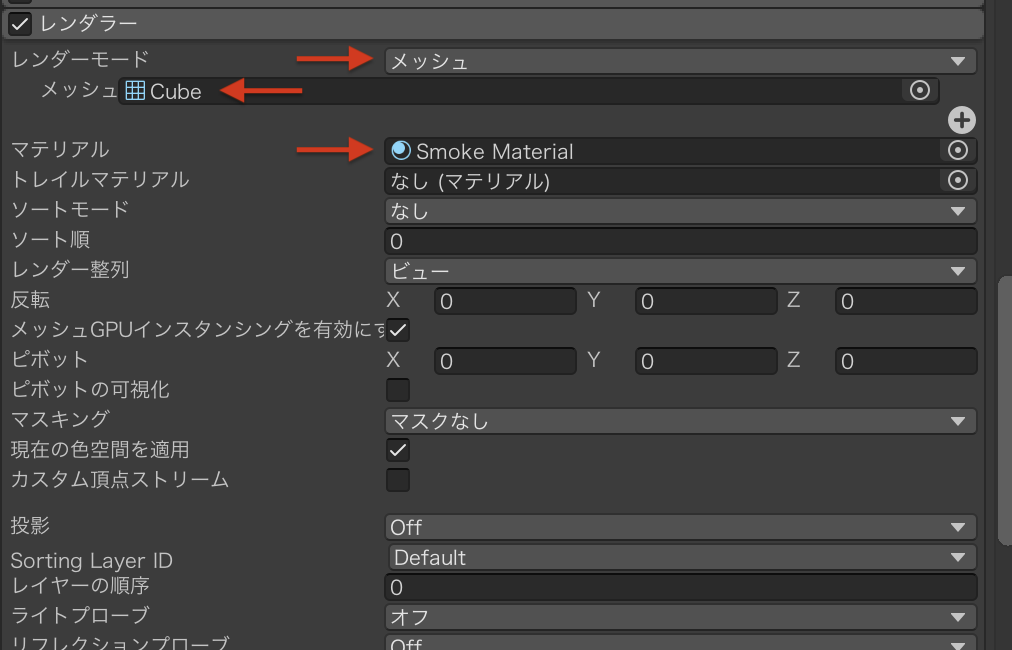 レンダラー
レンダーモード メッシュ
メッシュ Cube
マテリアル Smoke Material
トレイルマテリアル なし (マテリアル)
ソートモード なし
ソート順 0
レンダー整列 ビュー
反転 X 0 Y 0 Z 0
メッシュGPUインスタンシングを有効にす
ピボット X 0 Y 0 Z 0
ピボットの可視化
マスキング マスクなし
現在の色空間を適用
カスタム頂点ストリーム
投影 Off
Sorting Layer ID Default
レイヤーの順序 0
ライトプローブ オフ
リフレクションプローブ Off